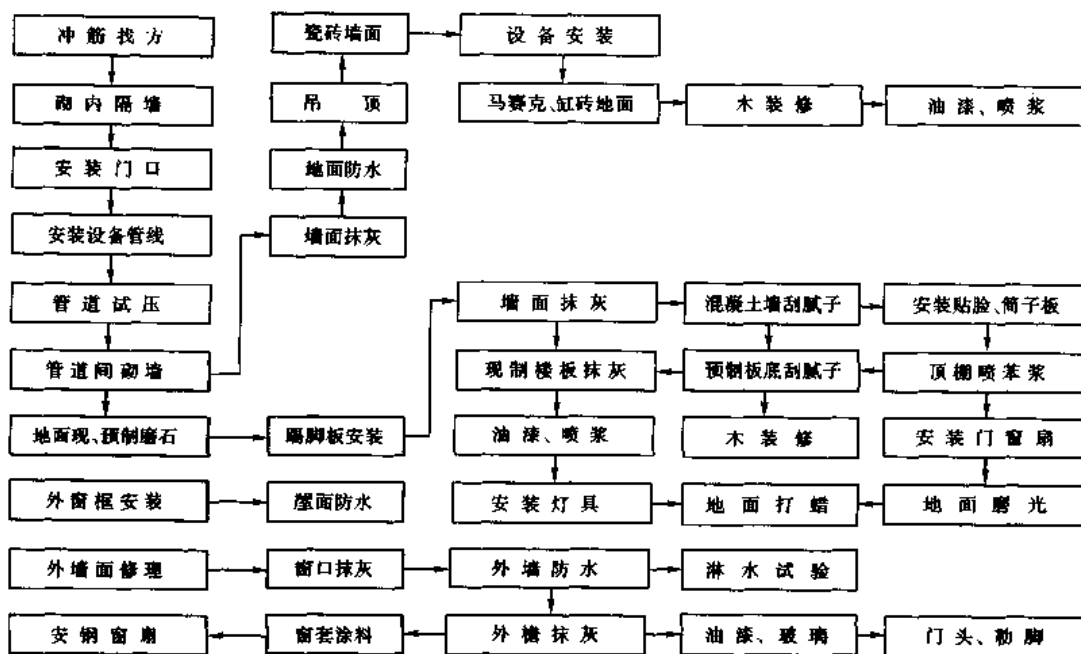 冲筋找方
瓷砖墙面
设备安装
砌内隔墙
吊顶
马赛克、缸砖地面
木装修
油漆、喷浆
安装门口
地面防水
安装设备管线
墙面抹灰
管道试压
墙面抹灰
混凝土墙刮腻子
安装贴脸、筒子板
管道间砌墙
现制楼板抹灰
预制板底刮腻子
顶棚喷苯浆
地面现、预制磨石
踢脚板安装
油漆、喷浆
木装修
安装门窗扇
外窗框安装
屋面防水
安装灯具
地面打蜡
地面磨光
外墙面修理
窗口抹灰
外墙防水
淋水试验
安钢窗扇
窗套涂料
外檐抹灰
油漆、玻璃
门头、勒脚